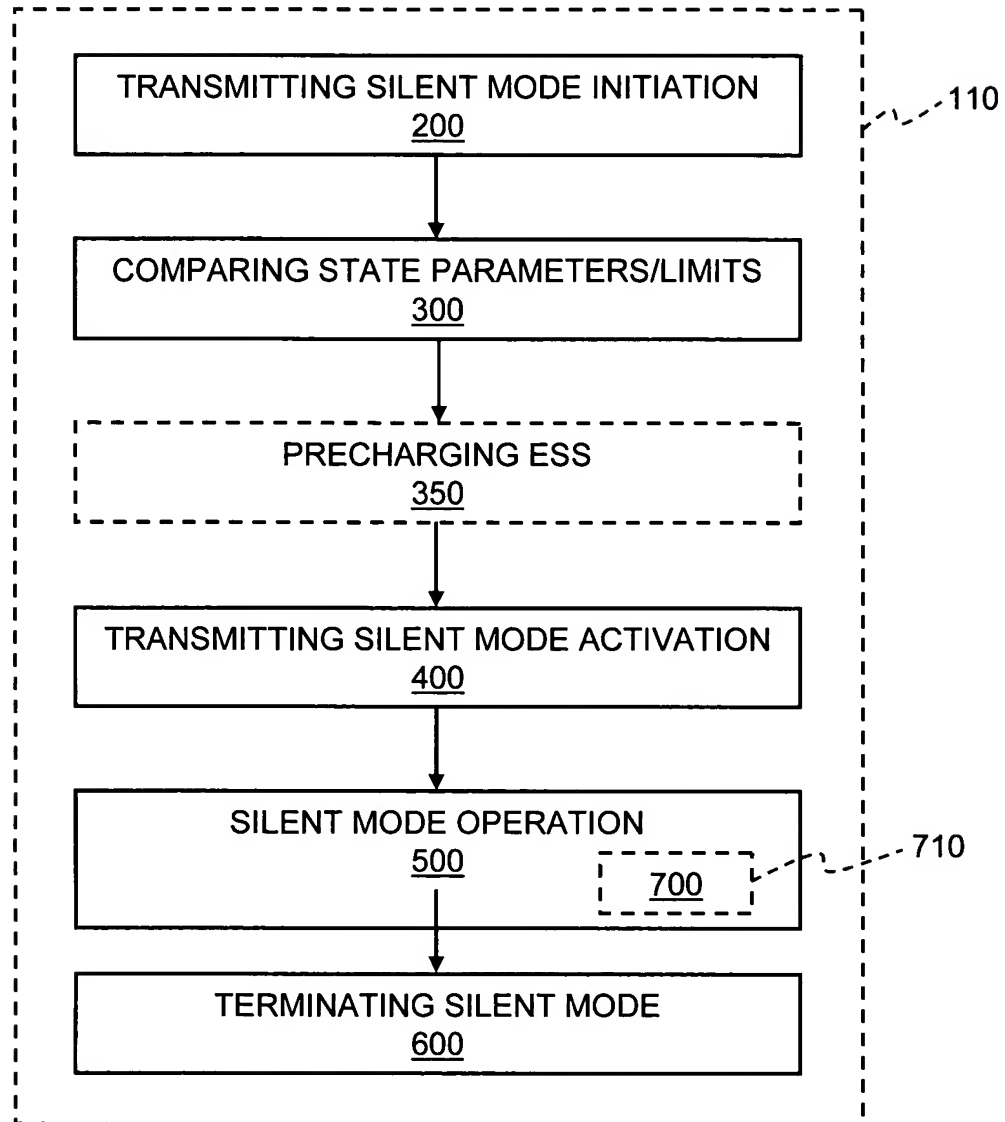 TRANSMITTING SILENT MODE INITIATION
200
110
COMPARING STATE PARAMETERS/LIMITS
300
PRECHARGING ESS
350
TRANSMITTING SILENT MODE ACTIVATION
400
SILENT MODE OPERATION
500
700
710
TERMINATING SILENT MODE
600